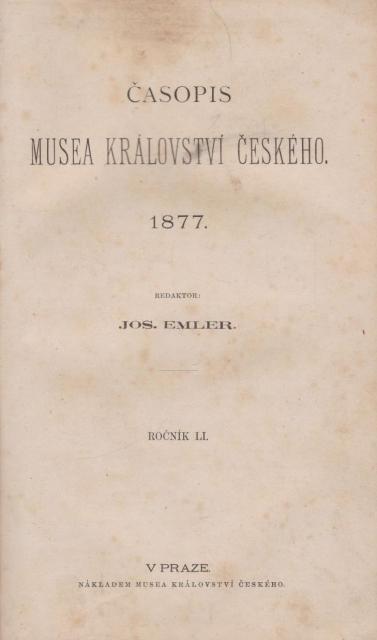 ČASOPIS
MUSEA KRÁLOVSTVÍ ČESKÉHO.
1877.
REDAKTOR:
JOS. EMLER.
ROČNÍK LI.
V PRAZE.
NÁKLADEM MUSEA KRÁLOVSTVÍ ČESKÉHO.